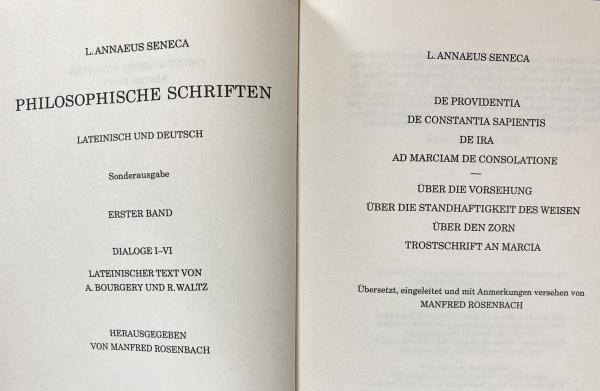 L. ANNAEUS SENECA
PHILOSOPHISCHE SCHRIFTEN
LATEINISCH UND DEUTSCH
Sonderausgabe
ERSTER BAND
DIALOGE I–VI
LATEINISCHER TEXT VON
A. BOURGERY UND R. WALTZ
HERAUSGEGEBEN
VON MANFRED ROSENBACH
L. ANNAEUS SENECA
DE PROVIDENTIA
DE CONSTANTIA SAPIENTIS
DE IRA
AD MARCIAM DE CONSOLATIONE
—
ÜBER DIE VORSEHUNG
ÜBER DIE STANDHAFTIGKEIT DES WEISEN
ÜBER DEN ZORN
TROSTSCHRIFT AN MARCIA
Übersetzt, eingeleitet und mit Anmerkungen versehen von
MANFRED ROSENBACH